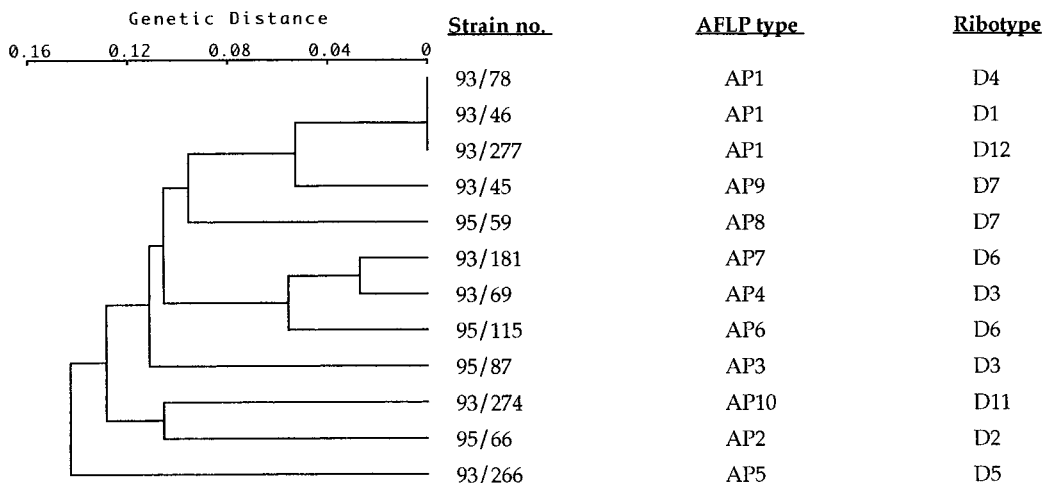 Genetic Distance
0.16 0.12 0.08 0.04 0
Strain no. AFLP type Ribotype
93/78 AP1 D4
93/46 AP1 D1
93/277 AP1 D12
93/45 AP9 D7
95/59 AP8 D7
93/181 AP7 D6
93/69 AP4 D3
95/115 AP6 D6
95/87 AP3 D3
93/274 AP10 D11
95/66 AP2 D2
93/266 AP5 D5